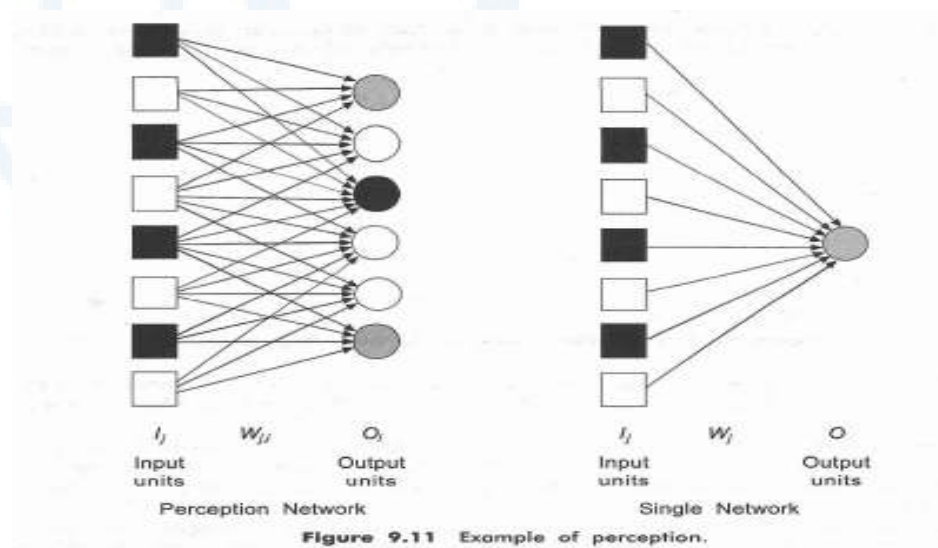 Ij Wj,i Oi
Input units
Output units
Perception Network
Ij Wj O
Input units
Output units
Single Network
Figure 9.11 Example of perception.